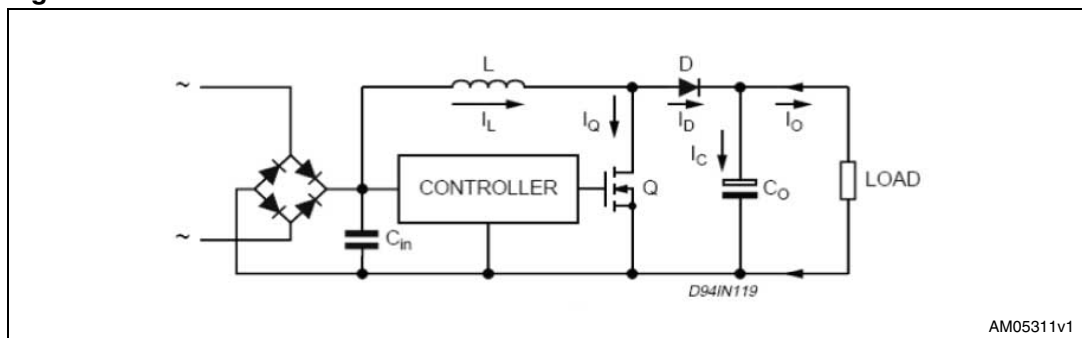 L
D
~
I_L
I_Q
I_D
I_O
I_C
CONTROLLER
Q
C_O
LOAD
~
C_in
D94IN119
AM05311v1